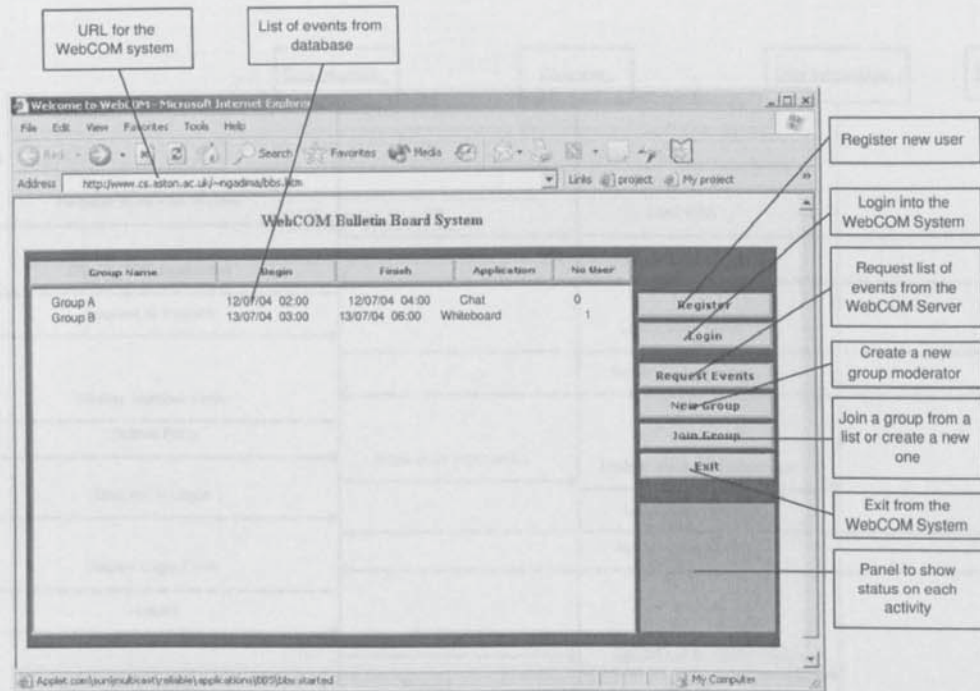 URL for the
WebCOM system
List of events from
database
Welcome to WebCOM - Microsoft Internet Explorer
File Edit View Favorites Tools Help
Back Search Favorites Media
Address http://www.cs.aston.ac.uk/~ngadima/bbs.htm Links project My project
WebCOM Bulletin Board System
Group Name Begin Finish Application No User
Group A 12/07/04 02:00 12/07/04 04:00 Chat 0
Group B 13/07/04 03:00 13/07/04 06:00 Whiteboard 1
Register
Login
Request Events
New Group
Join Group
Exit
Register new user
Login into the
WebCOM System
Request list of
events from the
WebCOM Server
Create a new
group moderator
Join a group from a
list or create a new
one
Exit from the
WebCOM System
Panel to show
status on each
activity
Applet started
My Computer